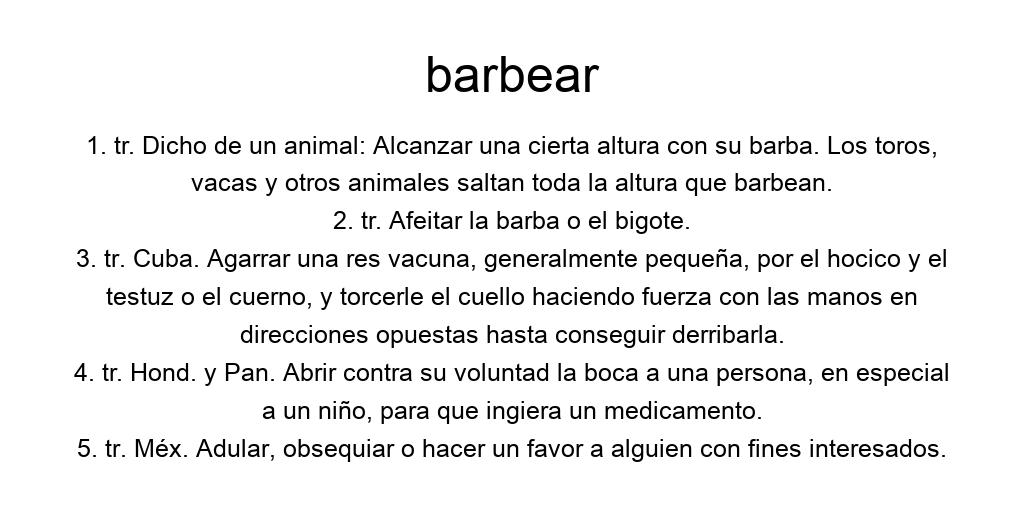 barbear
1. tr. Dicho de un animal: Alcanzar una cierta altura con su barba. Los toros,
vacas y otros animales saltan toda la altura que barbean.
2. tr. Afeitar la barba o el bigote.
3. tr. Cuba. Agarrar una res vacuna, generalmente pequeña, por el hocico y el
testuz o el cuerno, y torcerle el cuello haciendo fuerza con las manos en
direcciones opuestas hasta conseguir derribarla.
4. tr. Hond. y Pan. Abrir contra su voluntad la boca a una persona, en especial
a un niño, para que ingiera un medicamento.
5. tr. Méx. Adular, obsequiar o hacer un favor a alguien con fines interesados.